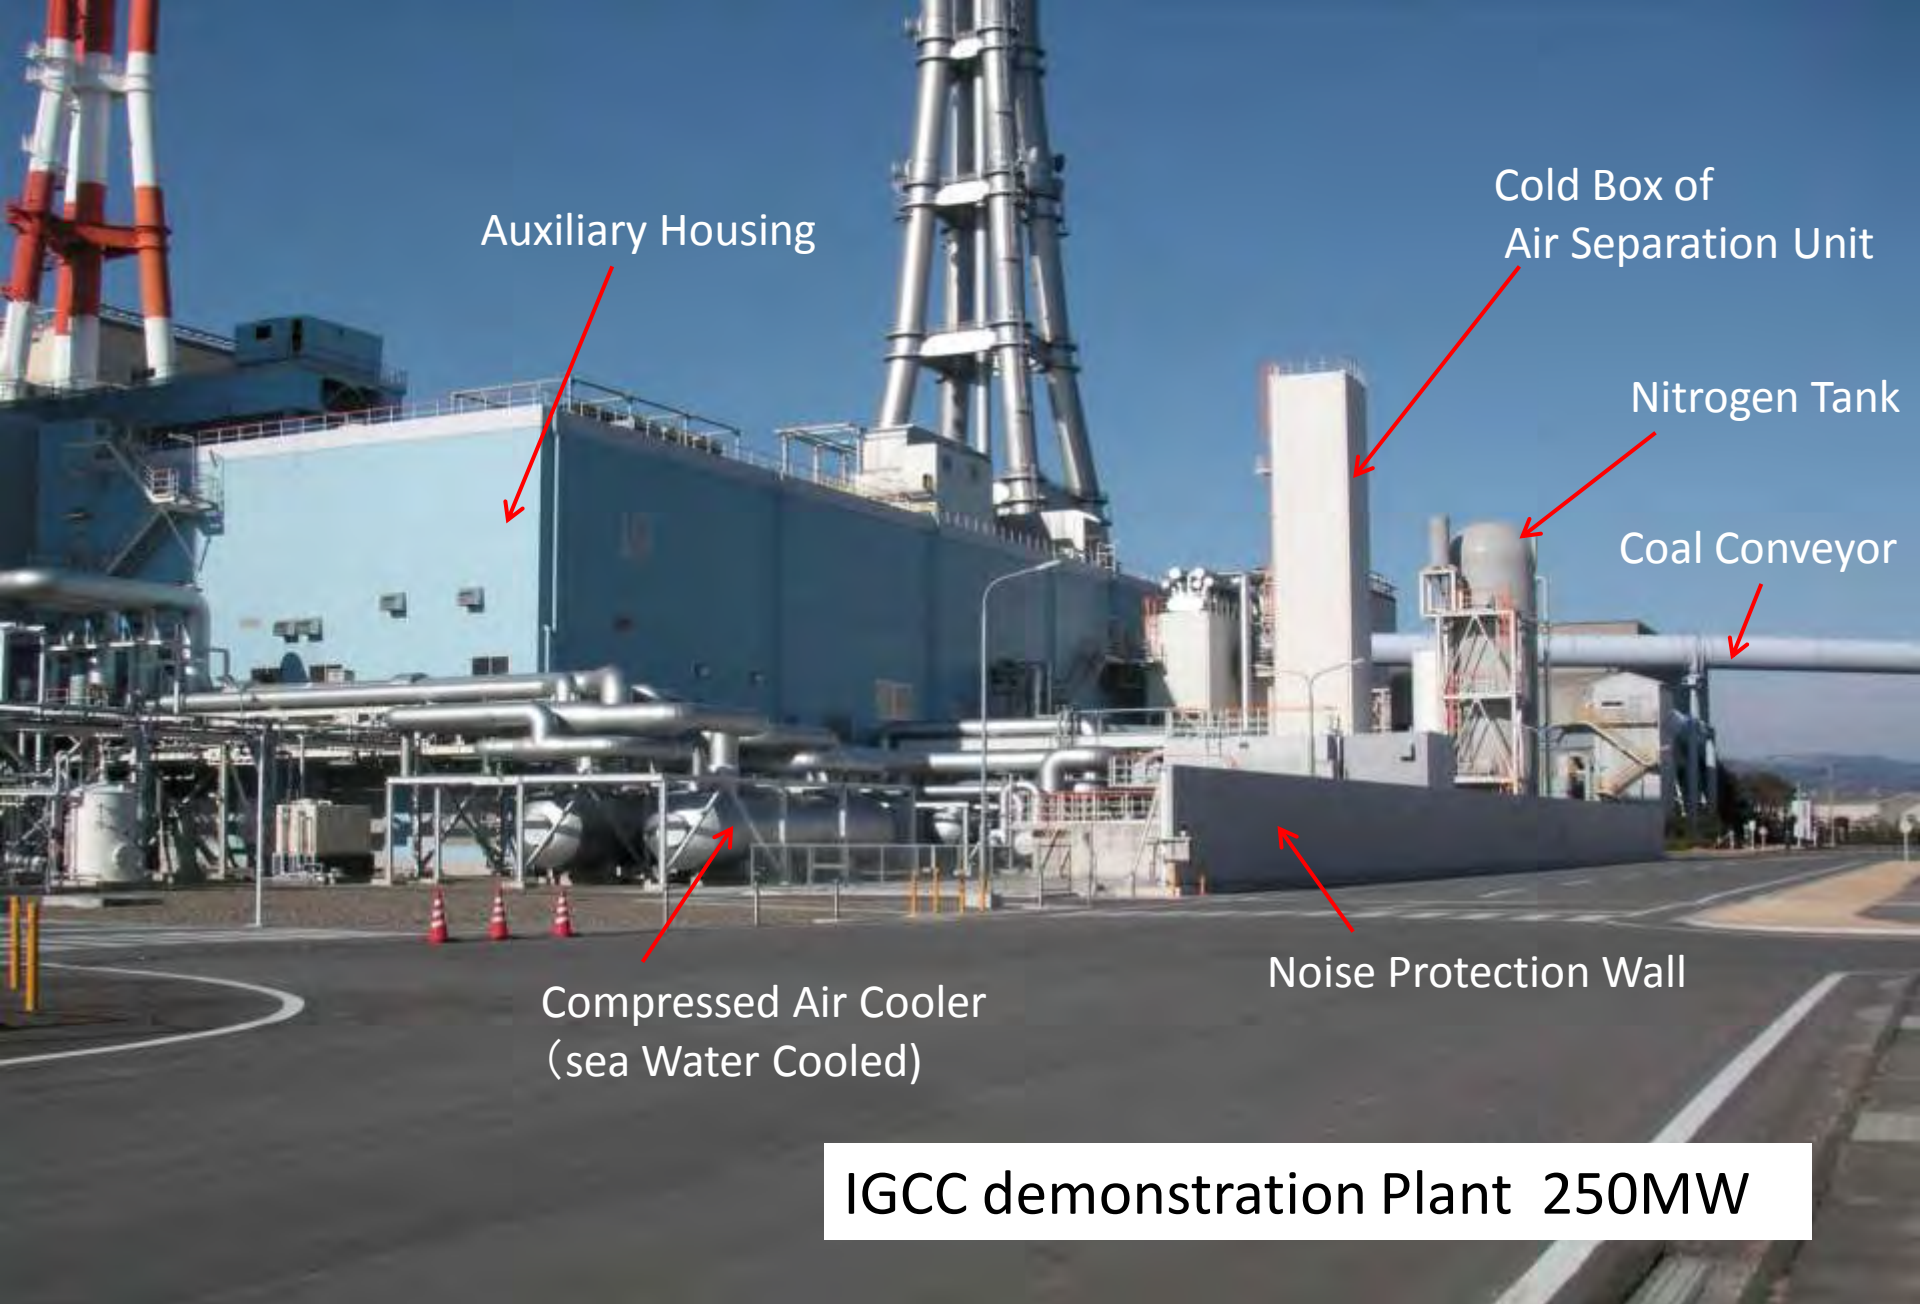 Auxiliary Housing
Cold Box of
Air Separation Unit
Nitrogen Tank
Coal Conveyor
Noise Protection Wall
Compressed Air Cooler
（sea Water Cooled)
IGCC demonstration Plant 250MW